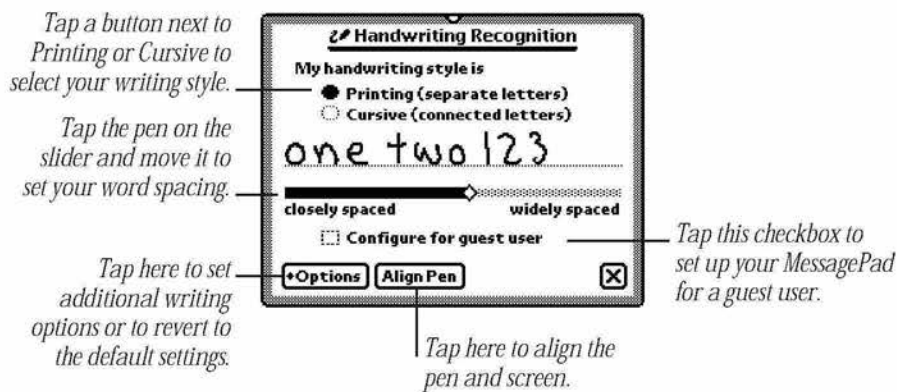 Tap a button next to
Printing or Cursive to
select your writing style.
Tap the pen on the
slider and move it to
set your word spacing.
Tap here to set
additional writing
options or to revert to
the default settings.
Handwriting Recognition
My handwriting style is
Printing (separate letters)
Cursive (connected letters)
one two 123
closely spaced widely spaced
Configure for guest user
Options Align Pen X
Tap this checkbox to
set up your MessagePad
for a guest user.
Tap here to align the
pen and screen.